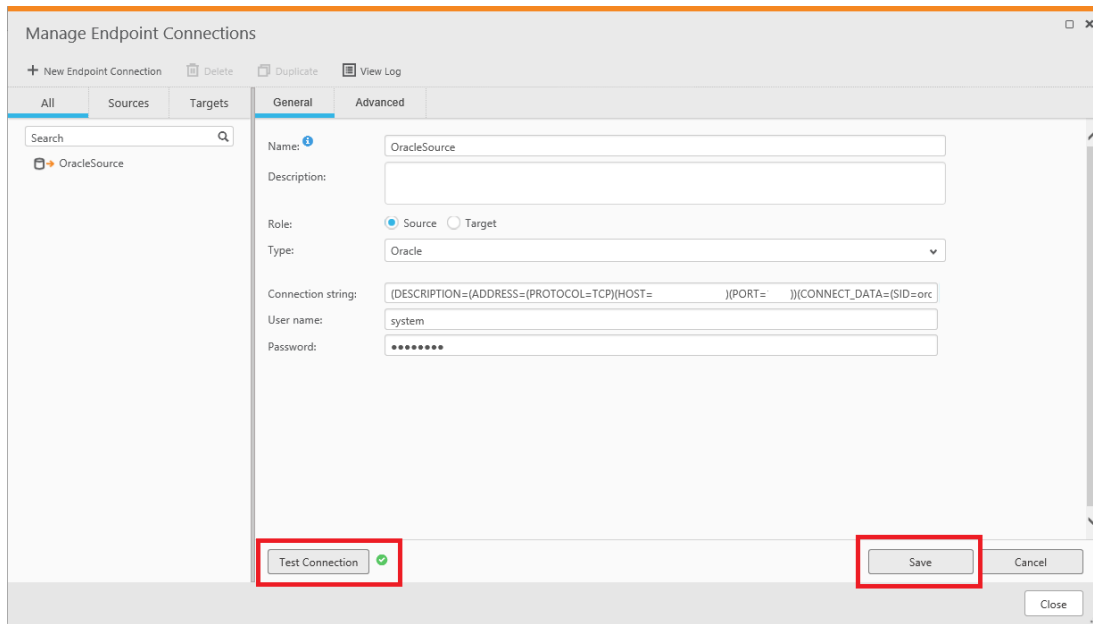 Manage Endpoint Connections
New Endpoint Connection Delete Duplicate View Log
All Sources Targets General Advanced
Search
OracleSource
Name: OracleSource
Description:
Role: Source Target
Type: Oracle
Connection string: (DESCRIPTION=(ADDRESS=(PROTOCOL=TCP)(HOST= )(PORT= ))(CONNECT_DATA=(SID=orc
User name: system
Password: ●●●●●●●●
Test Connection Save Cancel
Close